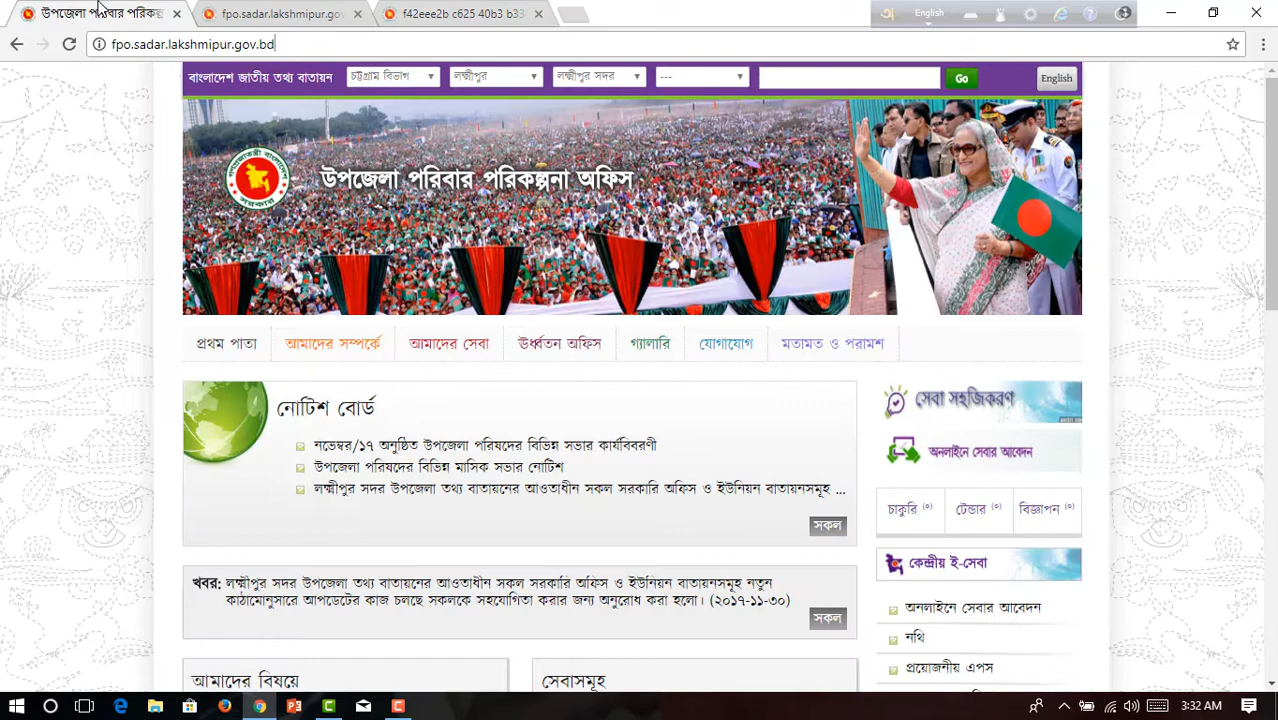 উপজেলা পরিবার পরিকল্প
fpo.sadar.lakshmipur.gov.
f42eee2b c625 40b3 b33
English
fpo.sadar.lakshmipur.gov.bd
বাংলাদেশ জাতীয় তথ্য বাতায়ন
চট্টগ্রাম বিভাগ
লক্ষ্মীপুর
লক্ষ্মীপুর সদর
---
Go
English
উপজেলা পরিবার পরিকল্পনা অফিস
প্রথম পাতা
আমাদের সম্পর্কে
আমাদের সেবা
ঊর্ধ্বতন অফিস
গ্যালারি
যোগাযোগ
মতামত ও পরামর্শ
নোটিশ বোর্ড
নভেম্বর/১৭ অনুষ্ঠিত উপজেলা পরিষদের বিভিন্ন সভার কার্যবিবরণী
উপজেলা পরিষদের বিভিন্ন মাসিক সভার নোটিশ
লক্ষ্মীপুর সদর উপজেলা তথ্য বাতায়নের আওতাধীন সকল সরকারি অফিস ও ইউনিয়ন বাতায়নসমূহ ...
সকল
খবর: লক্ষ্মীপুর সদর উপজেলা তথ্য বাতায়নের আওতাধীন সকল সরকারি অফিস ও ইউনিয়ন বাতায়নসমূহ নতুন
কাঠামোনুসারে আপডেটের কাজ চলছে সকলকে সহযোগিতা করার জন্য অনুরোধ করা হলো। (২০১৭-১১-৩০)
সকল
আমাদের বিষয়ে
সেবাসমূহ
সেবা সহজিকরণ
অনলাইনে সেবার আবেদন
চাকুরি (০)
টেন্ডার (০)
বিজ্ঞাপন (০)
কেন্দ্রীয় ই-সেবা
অনলাইনে সেবার আবেদন
নথি
প্রয়োজনীয় এপস
3:32 AM